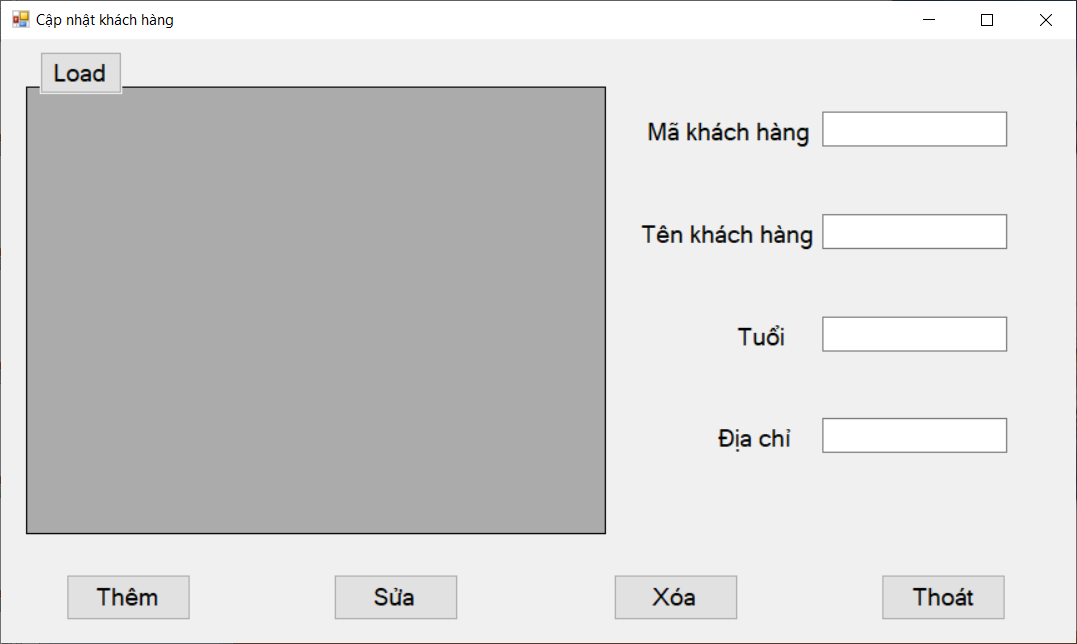 Cập nhật khách hàng
Load
Mã khách hàng
Tên khách hàng
Tuổi
Địa chỉ
Thêm
Sửa
Xóa
Thoát